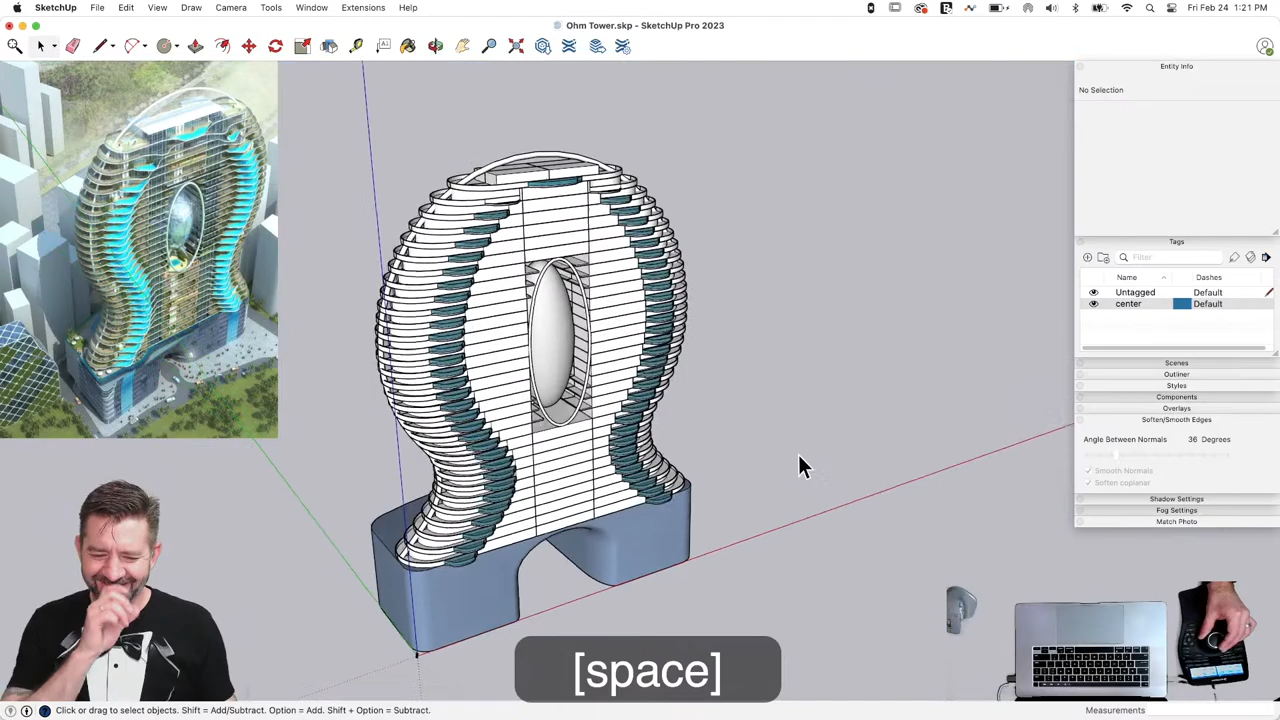 SketchUp File Edit View Draw Camera Tools Window Extensions Help
Fri Feb 24 1:21 PM
Ohm Tower.skp - SketchUp Pro 2023
Entity Info
No Selection
Tags
Filter
Name Dashes
Untagged Default
center Default
Scenes
Outliner
Styles
Components
Overlays
Soften/Smooth Edges
Angle Between Normals 36 Degrees
Smooth Normals
Soften coplanar
Shadow Settings
Fog Settings
Match Photo
[space]
Click or drag to select objects. Shift = Add/Subtract. Option = Add. Shift + Option = Subtract.
Measurements